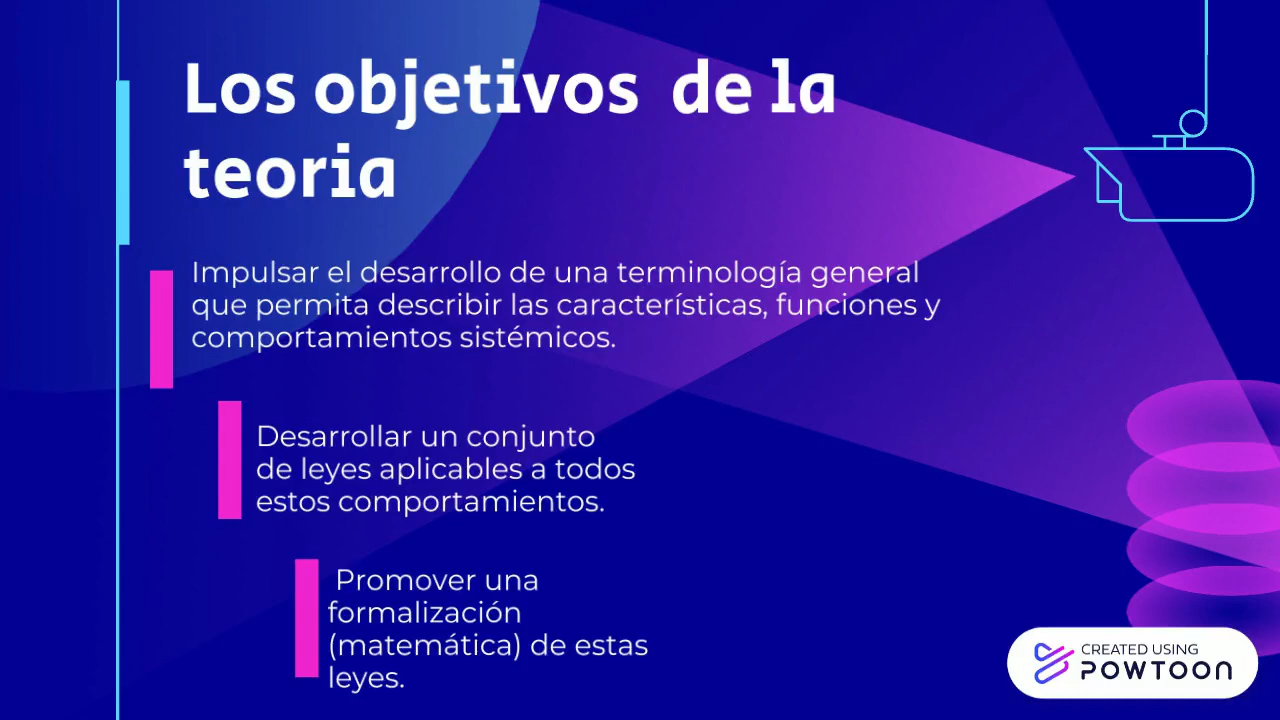 Los objetivos  de la
teoria
Impulsar el desarrollo de una terminología general
que permita describir las características, funciones y
comportamientos sistémicos.
Desarrollar un conjunto
de leyes aplicables a todos
estos comportamientos.
Promover una
formalización
(matemática) de estas
leyes.
CREATED USING
POWTOON